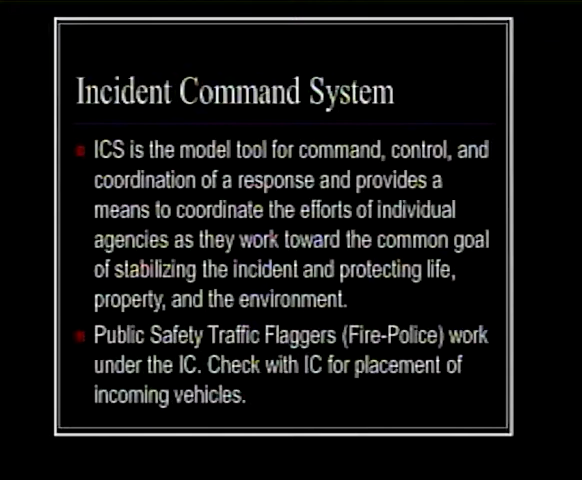 Incident Command System
ICS is the model tool for command, control, and
coordination of a response and provides a
means to coordinate the efforts of individual
agencies as they work toward the common goal
of stabilizing the incident and protecting life,
property, and the environment.
Public Safety Traffic Flaggers (Fire-Police) work
under the IC. Check with IC for placement of
incoming vehicles.